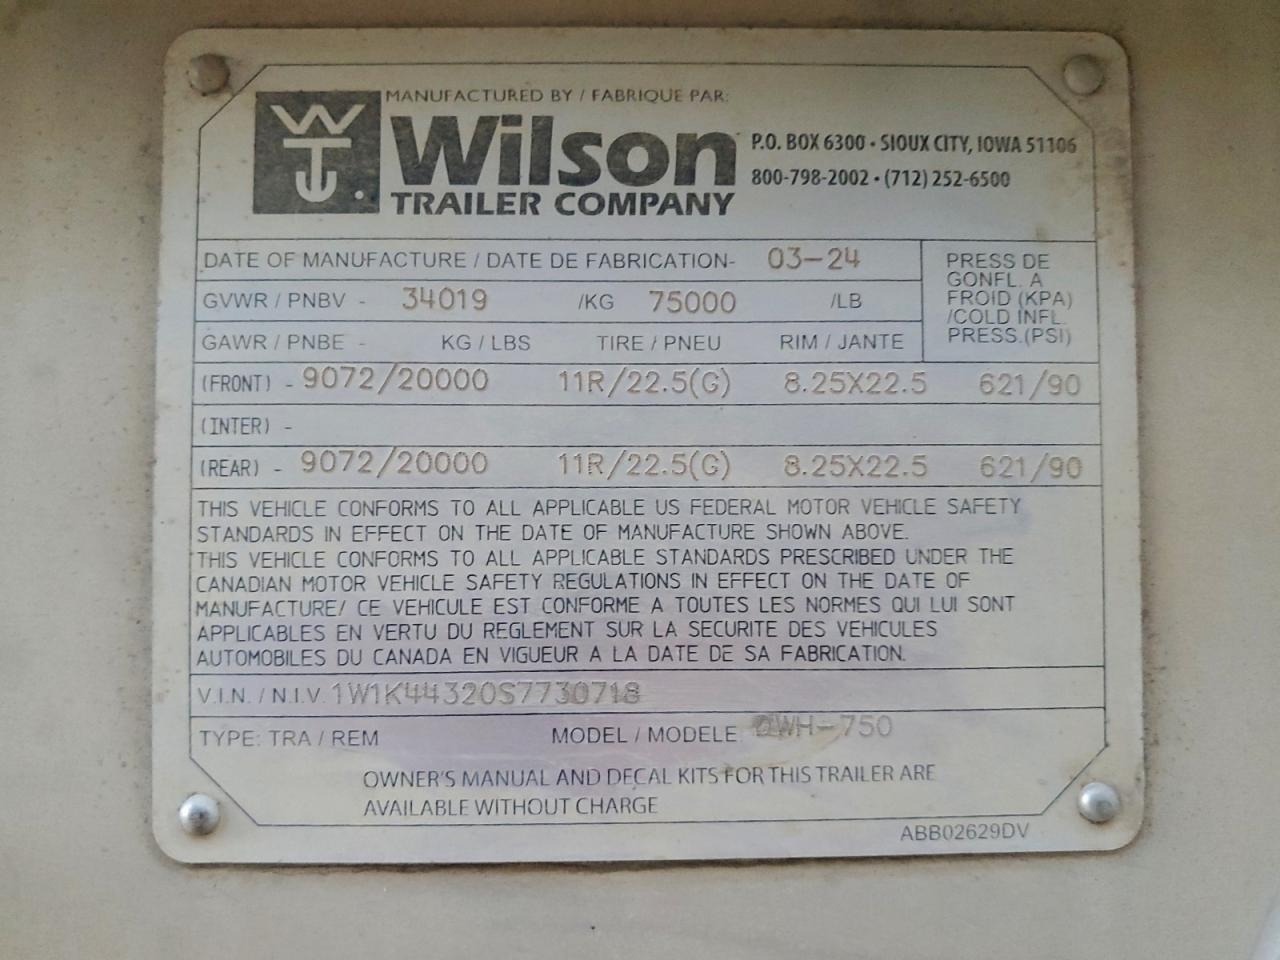 MANUFACTURED BY / FABRIQUE PAR:
WT.
Wilson
TRAILER COMPANY
P.O. BOX 6300 • SIOUX CITY, IOWA 51106
800-798-2002 • (712) 252-6500
DATE OF MANUFACTURE / DATE DE FABRICATION- 03-24
GVWR / PNBV - 34019 /KG 75000 /LB
PRESS DE
GONFL. A
FROID (KPA)
/COLD INFL.
PRESS.(PSI)
GAWR / PNBE - KG / LBS TIRE / PNEU RIM / JANTE
(FRONT) - 9072/20000 11R/22.5(G) 8.25X22.5 621/90
(INTER) -
(REAR) - 9072/20000 11R/22.5(G) 8.25X22.5 621/90
THIS VEHICLE CONFORMS TO ALL APPLICABLE US FEDERAL MOTOR VEHICLE SAFETY
STANDARDS IN EFFECT ON THE DATE OF MANUFACTURE SHOWN ABOVE.
THIS VEHICLE CONFORMS TO ALL APPLICABLE STANDARDS PRESCRIBED UNDER THE
CANADIAN MOTOR VEHICLE SAFETY REGULATIONS IN EFFECT ON THE DATE OF
MANUFACTURE/ CE VEHICULE EST CONFORME A TOUTES LES NORMES QUI LUI SONT
APPLICABLES EN VERTU DU REGLEMENT SUR LA SECURITE DES VEHICULES
AUTOMOBILES DU CANADA EN VIGUEUR A LA DATE DE SA FABRICATION.
V.I.N. / N.I.V. 1W1K44320S7730718
TYPE: TRA / REM MODEL / MODELE
OWNER'S MANUAL AND DECAL KITS FOR THIS TRAILER ARE
AVAILABLE WITHOUT CHARGE
ABB02629DV